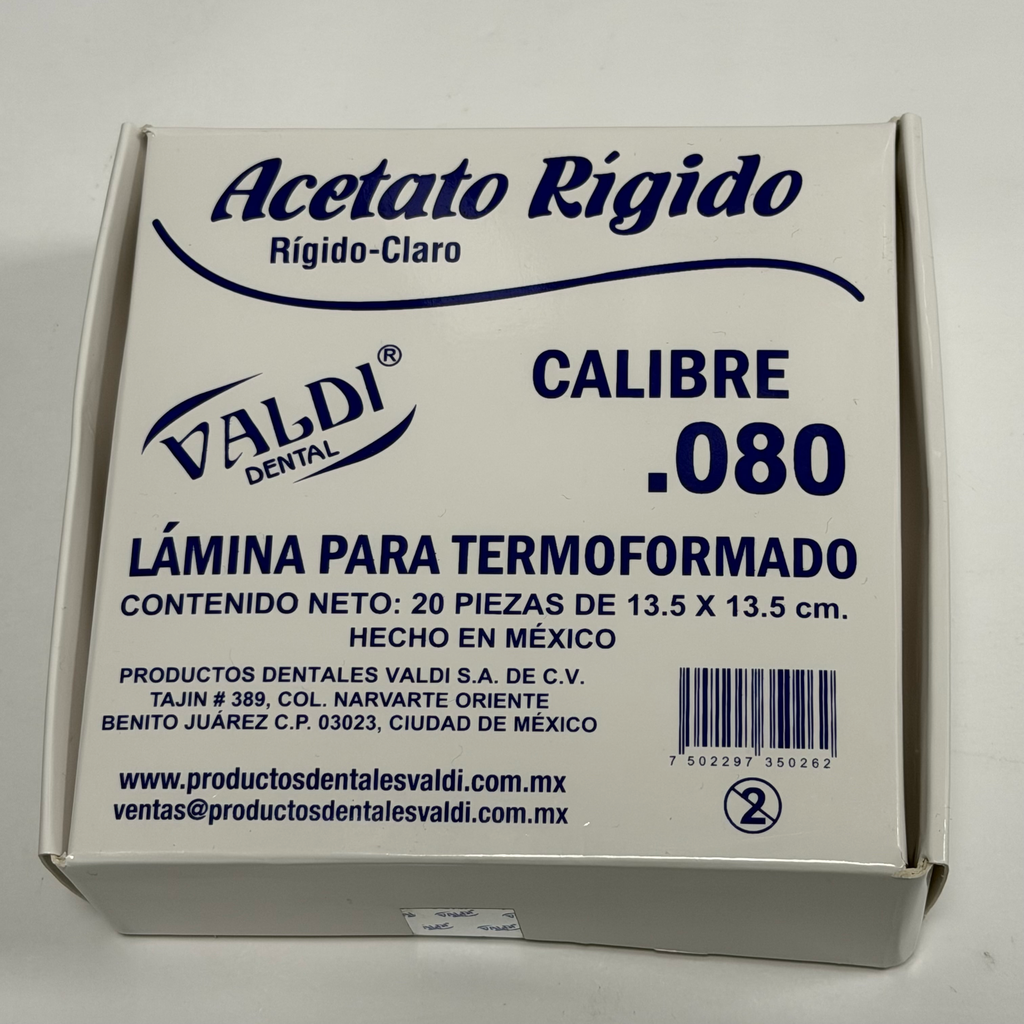 Acetato Rígido
Rígido-Claro
VALDI®
DENTAL
CALIBRE
.080
LÁMINA PARA TERMOFORMADO
CONTENIDO NETO: 20 PIEZAS DE 13.5 X 13.5 cm.
HECHO EN MÉXICO
PRODUCTOS DENTALES VALDI S.A. DE C.V.
TAJIN # 389, COL. NARVARTE ORIENTE
BENITO JUÁREZ C.P. 03023, CIUDAD DE MÉXICO
www.productosdentalesvaldi.com.mx
ventas@productosdentalesvaldi.com.mx
7 502297 350262
2
VALDI